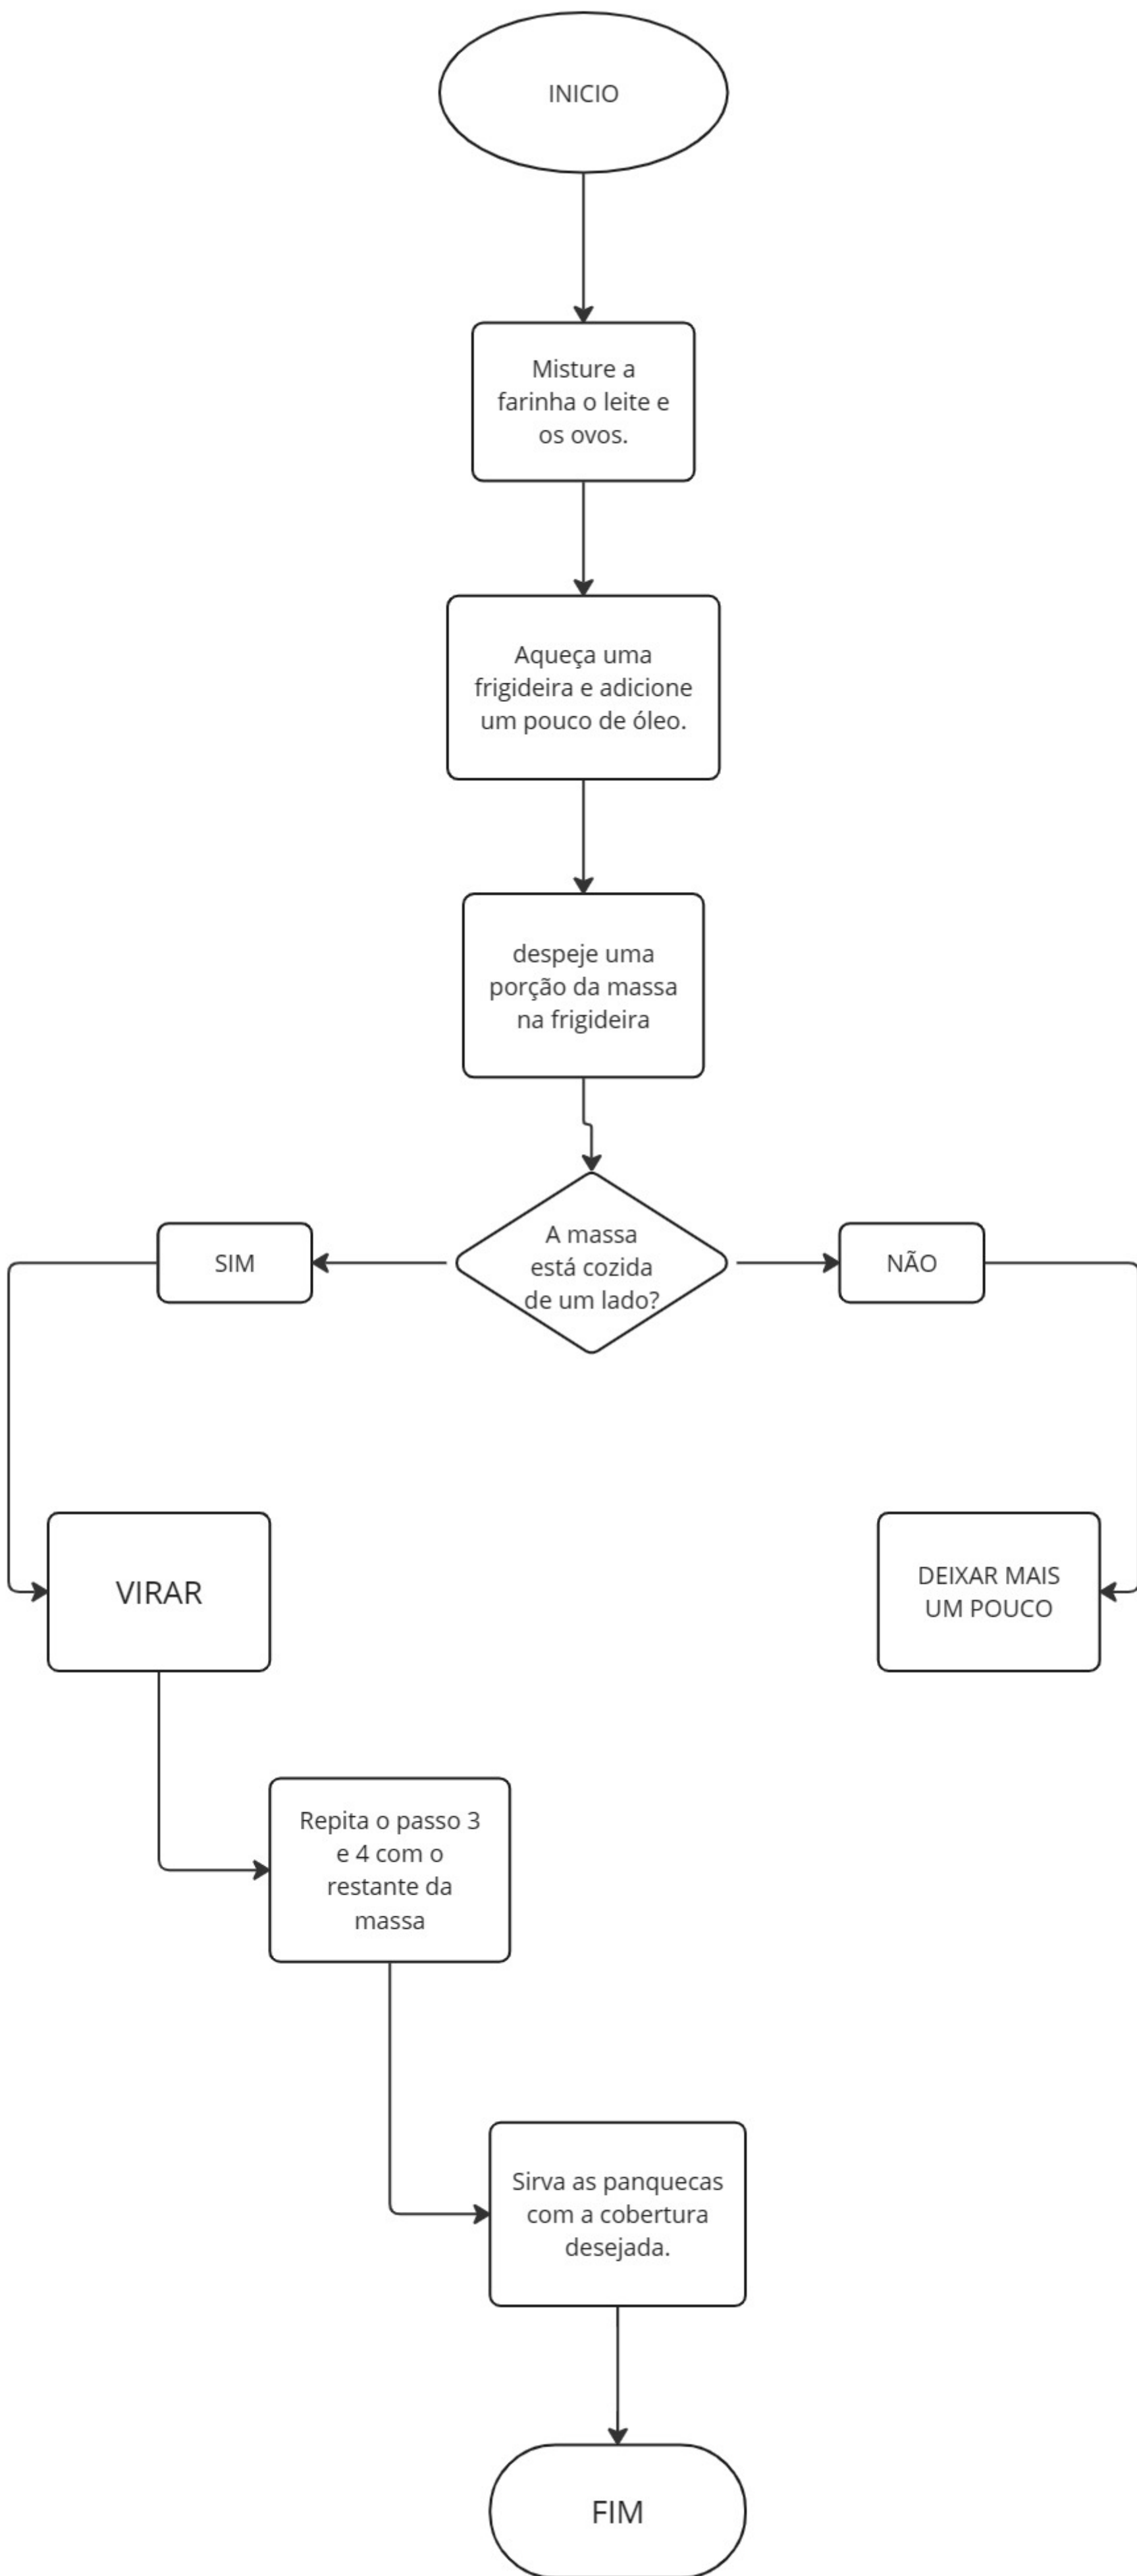 INICIO
Misture a
farinha o leite e
os ovos.
Aqueça uma
frigideira e adicione
um pouco de óleo.
despeje uma
porção da massa
na frigideira
A massa
está cozida
de um lado?
SIM
NÃO
VIRAR
DEIXAR MAIS
UM POUCO
Repita o passo 3
e 4 com o
restante da
massa
Sirva as panquecas
com a cobertura
desejada.
FIM